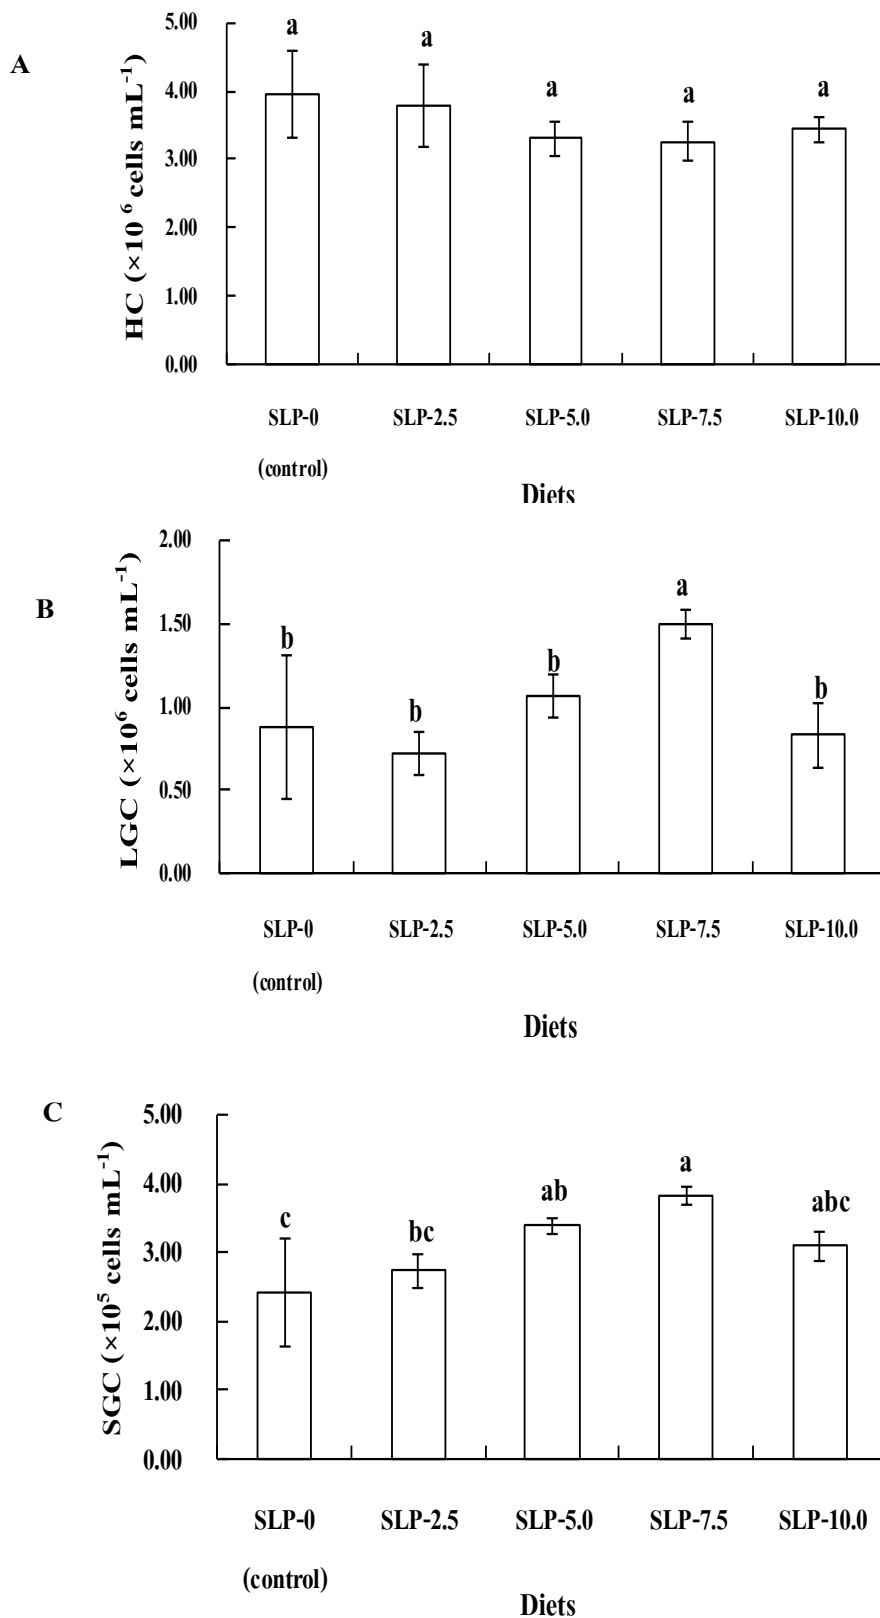 A
HC (×10⁶ cells mL⁻¹)
5.00
4.00
3.00
2.00
1.00
0.00
a a a a a
SLP-0 SLP-2.5 SLP-5.0 SLP-7.5 SLP-10.0
(control)
Diets
B
LGC (×10⁶ cells mL⁻¹)
2.00
1.50
1.00
0.50
0.00
b b b a b
SLP-0 SLP-2.5 SLP-5.0 SLP-7.5 SLP-10.0
(control)
Diets
C
SGC (×10⁵ cells mL⁻¹)
5.00
4.00
3.00
2.00
1.00
0.00
c bc ab a abc
SLP-0 SLP-2.5 SLP-5.0 SLP-7.5 SLP-10.0
(control)
Diets